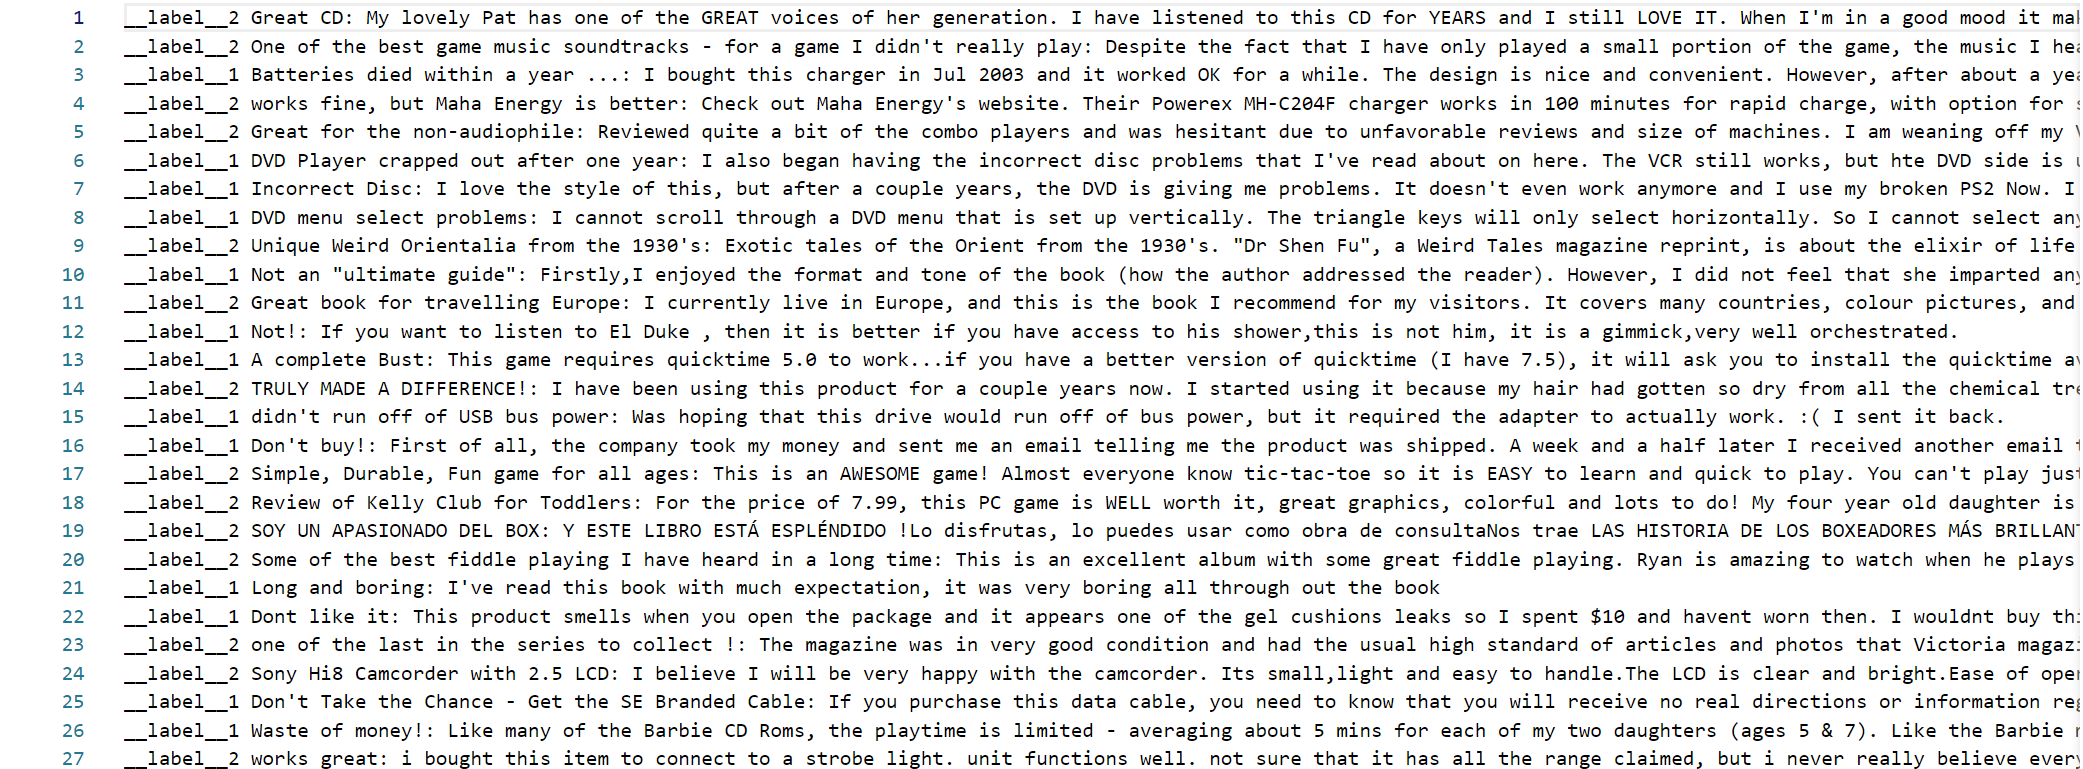 1 __label__2 Great CD: My lovely Pat has one of the GREAT voices of her generation. I have listened to this CD for YEARS and I still LOVE IT. When I'm in a good mood it
2 __label__2 One of the best game music soundtracks - for a game I didn't really play: Despite the fact that I have only played a small portion of the game, the music I
3 __label__1 Batteries died within a year ...: I bought this charger in Jul 2003 and it worked OK for a while. The design is nice and convenient. However, after about a
4 __label__2 works fine, but Maha Energy is better: Check out Maha Energy's website. Their Powerex MH-C204F charger works in 100 minutes for rapid charge, with option for
5 __label__2 Great for the non-audiophile: Reviewed quite a bit of the combo players and was hesitant due to unfavorable reviews and size of machines. I am weaning off my
6 __label__1 DVD Player crapped out after one year: I also began having the incorrect disc problems that I've read about on here. The VCR still works, but hte DVD side is
7 __label__1 Incorrect Disc: I love the style of this, but after a couple years, the DVD is giving me problems. It doesn't even work anymore and I use my broken PS2 Now. I
8 __label__1 DVD menu select problems: I cannot scroll through a DVD menu that is set up vertically. The triangle keys will only select horizontally. So I cannot select
9 __label__2 Unique Weird Orientalia from the 1930's: Exotic tales of the Orient from the 1930's. "Dr Shen Fu", a Weird Tales magazine reprint, is about the elixir of life
10 __label__1 Not an "ultimate guide": Firstly,I enjoyed the format and tone of the book (how the author addressed the reader). However, I did not feel that she imparted
11 __label__2 Great book for travelling Europe: I currently live in Europe, and this is the book I recommend for my visitors. It covers many countries, colour pictures, and
12 __label__1 Not!: If you want to listen to El Duke , then it is better if you have access to his shower,this is not him, it is a gimmick,very well orchestrated.
13 __label__1 A complete Bust: This game requires quicktime 5.0 to work...if you have a better version of quicktime (I have 7.5), it will ask you to install the quicktime
14 __label__2 TRULY MADE A DIFFERENCE!: I have been using this product for a couple years now. I started using it because my hair had gotten so dry from all the chemical
15 __label__1 didn't run off of USB bus power: Was hoping that this drive would run off of bus power, but it required the adapter to actually work. :( I sent it back.
16 __label__1 Don't buy!: First of all, the company took my money and sent me an email telling me the product was shipped. A week and a half later I received another email
17 __label__2 Simple, Durable, Fun game for all ages: This is an AWESOME game! Almost everyone know tic-tac-toe so it is EASY to learn and quick to play. You can't play just
18 __label__2 Review of Kelly Club for Toddlers: For the price of 7.99, this PC game is WELL worth it, great graphics, colorful and lots to do! My four year old daughter is
19 __label__2 SOY UN APASIONADO DEL BOX: Y ESTE LIBRO ESTÁ ESPLÉNDIDO !Lo disfrutas, lo puedes usar como obra de consultaNos trae LAS HISTORIA DE LOS BOXEADORES MÁS
20 __label__2 Some of the best fiddle playing I have heard in a long time: This is an excellent album with some great fiddle playing. Ryan is amazing to watch when he plays
21 __label__1 Long and boring: I've read this book with much expectation, it was very boring all through out the book
22 __label__1 Dont like it: This product smells when you open the package and it appears one of the gel cushions leaks so I spent $10 and havent worn then. I wouldnt buy
23 __label__2 one of the last in the series to collect !: The magazine was in very good condition and had the usual high standard of articles and photos that Victoria
24 __label__2 Sony Hi8 Camcorder with 2.5 LCD: I believe I will be very happy with the camcorder. Its small,light and easy to handle.The LCD is clear and bright.Ease of
25 __label__1 Don't Take the Chance - Get the SE Branded Cable: If you purchase this data cable, you need to know that you will receive no real directions or information
26 __label__1 Waste of money!: Like many of the Barbie CD Roms, the playtime is limited - averaging about 5 mins for each of my two daughters (ages 5 & 7). Like the Barbie
27 __label__2 works great: i bought this item to connect to a strobe light. unit functions well. not sure that it has all the range claimed, but i never really believe